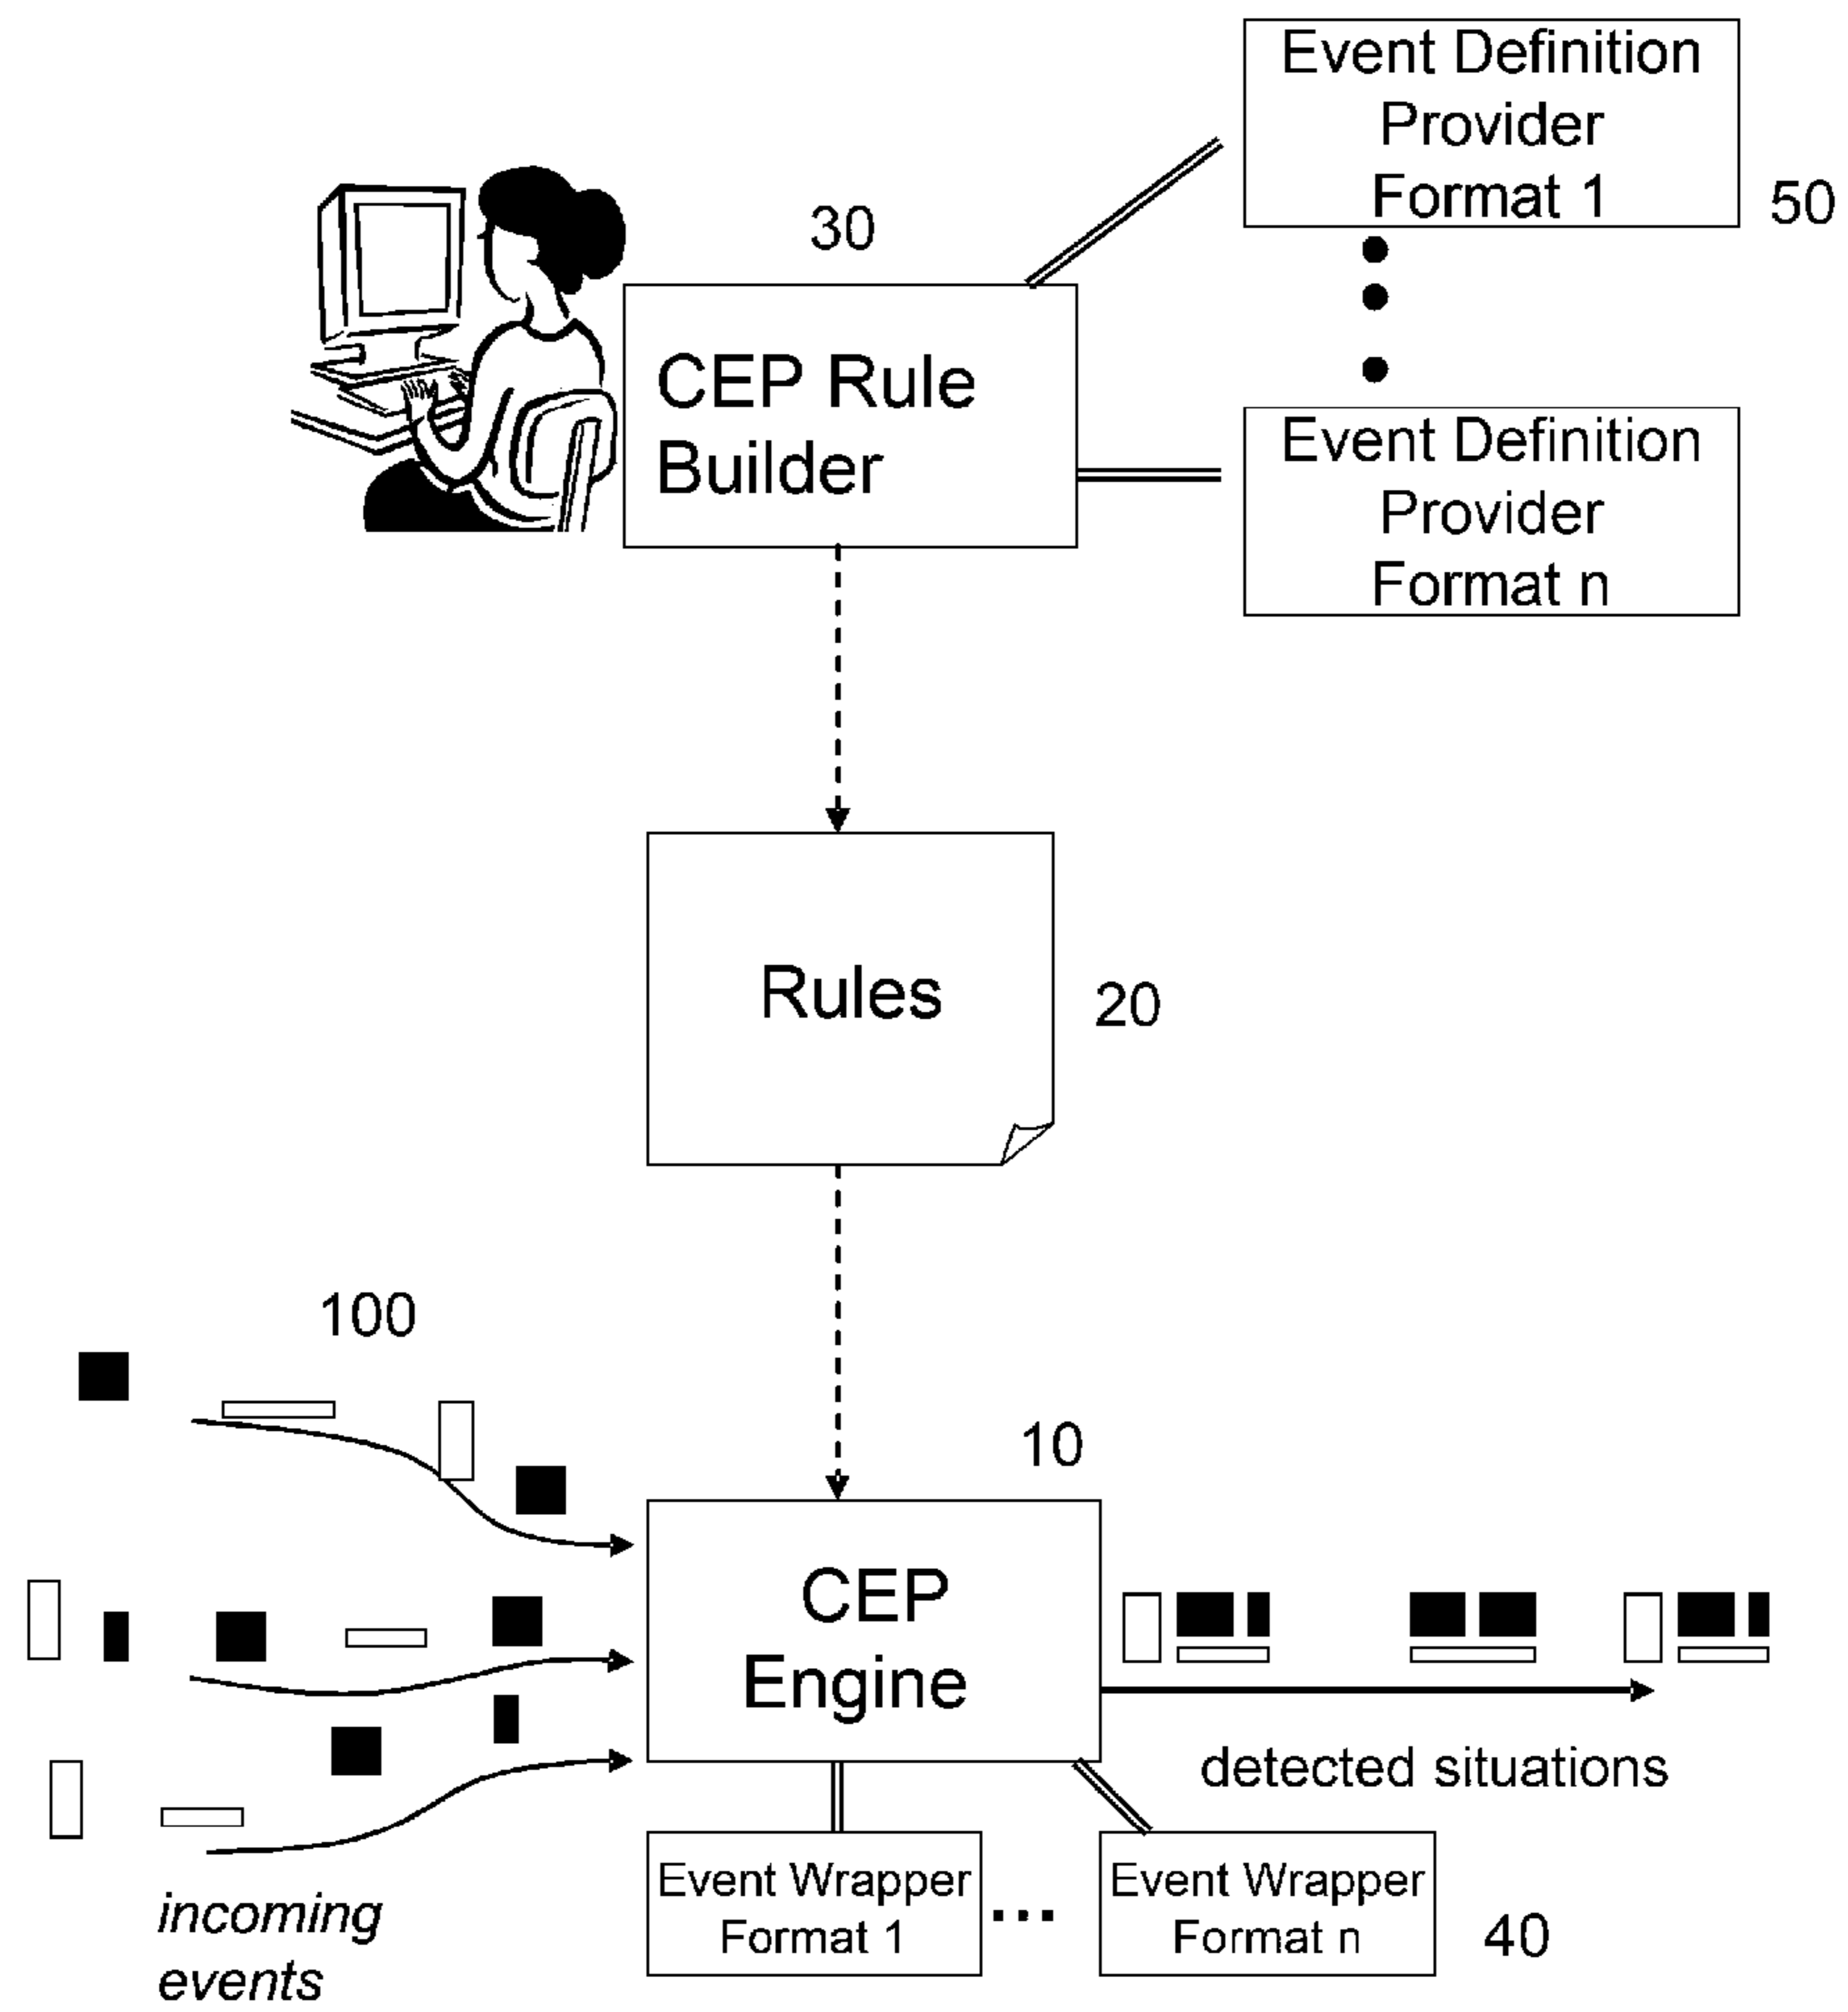 Event Definition
Provider
Format 1
50
30
CEP Rule
Builder
Event Definition
Provider
Format n
Rules
20
100
10
CEP
Engine
detected situations
Event Wrapper
Format 1
...
Event Wrapper
Format n
40
incoming
events